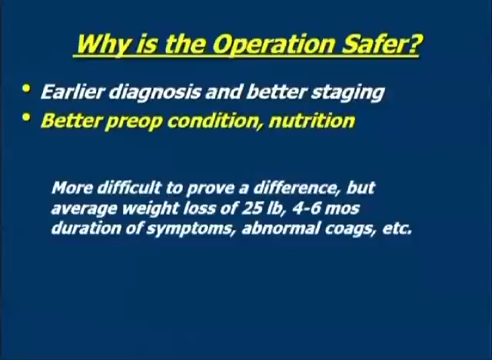 Why is the Operation Safer?
• Earlier diagnosis and better staging
• Better preop condition, nutrition
More difficult to prove a difference, but
average weight loss of 25 lb, 4-6 mos
duration of symptoms, abnormal coags, etc.